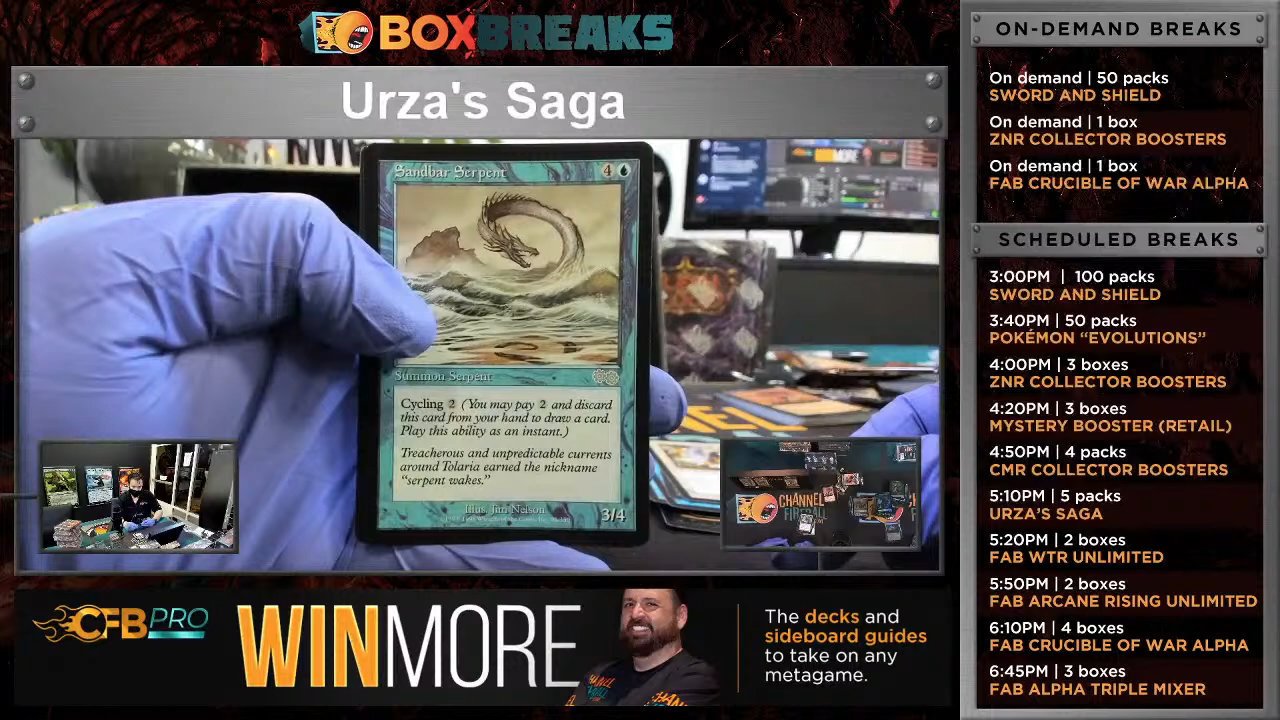 BOXBREAKS
Urza's Saga
Sandbar Serpent 4
Summon Serpent
Cycling 2 (You may pay 2 and discard
this card from your hand to draw a card.
Play this ability as an instant.)
Treacherous and unpredictable currents
around Tolaria earned the nickname
“serpent wakes.”
Illus. Jim Nelson
3/4
CHANNEL
FIREBALL
CFBPRO
WINMORE
The decks and
sideboard guides
to take on any
metagame.
ON-DEMAND BREAKS
On demand | 50 packs
SWORD AND SHIELD
On demand | 1 box
ZNR COLLECTOR BOOSTERS
On demand | 1 box
FAB CRUCIBLE OF WAR ALPHA
SCHEDULED BREAKS
3:00PM | 100 packs
SWORD AND SHIELD
3:40PM | 50 packs
POKÉMON “EVOLUTIONS”
4:00PM | 3 boxes
ZNR COLLECTOR BOOSTERS
4:20PM | 3 boxes
MYSTERY BOOSTER (RETAIL)
4:50PM | 4 packs
CMR COLLECTOR BOOSTERS
5:10PM | 5 packs
URZA'S SAGA
5:20PM | 2 boxes
FAB WTR UNLIMITED
5:50PM | 2 boxes
FAB ARCANE RISING UNLIMITED
6:10PM | 4 boxes
FAB CRUCIBLE OF WAR ALPHA
6:45PM | 3 boxes
FAB ALPHA TRIPLE MIXER